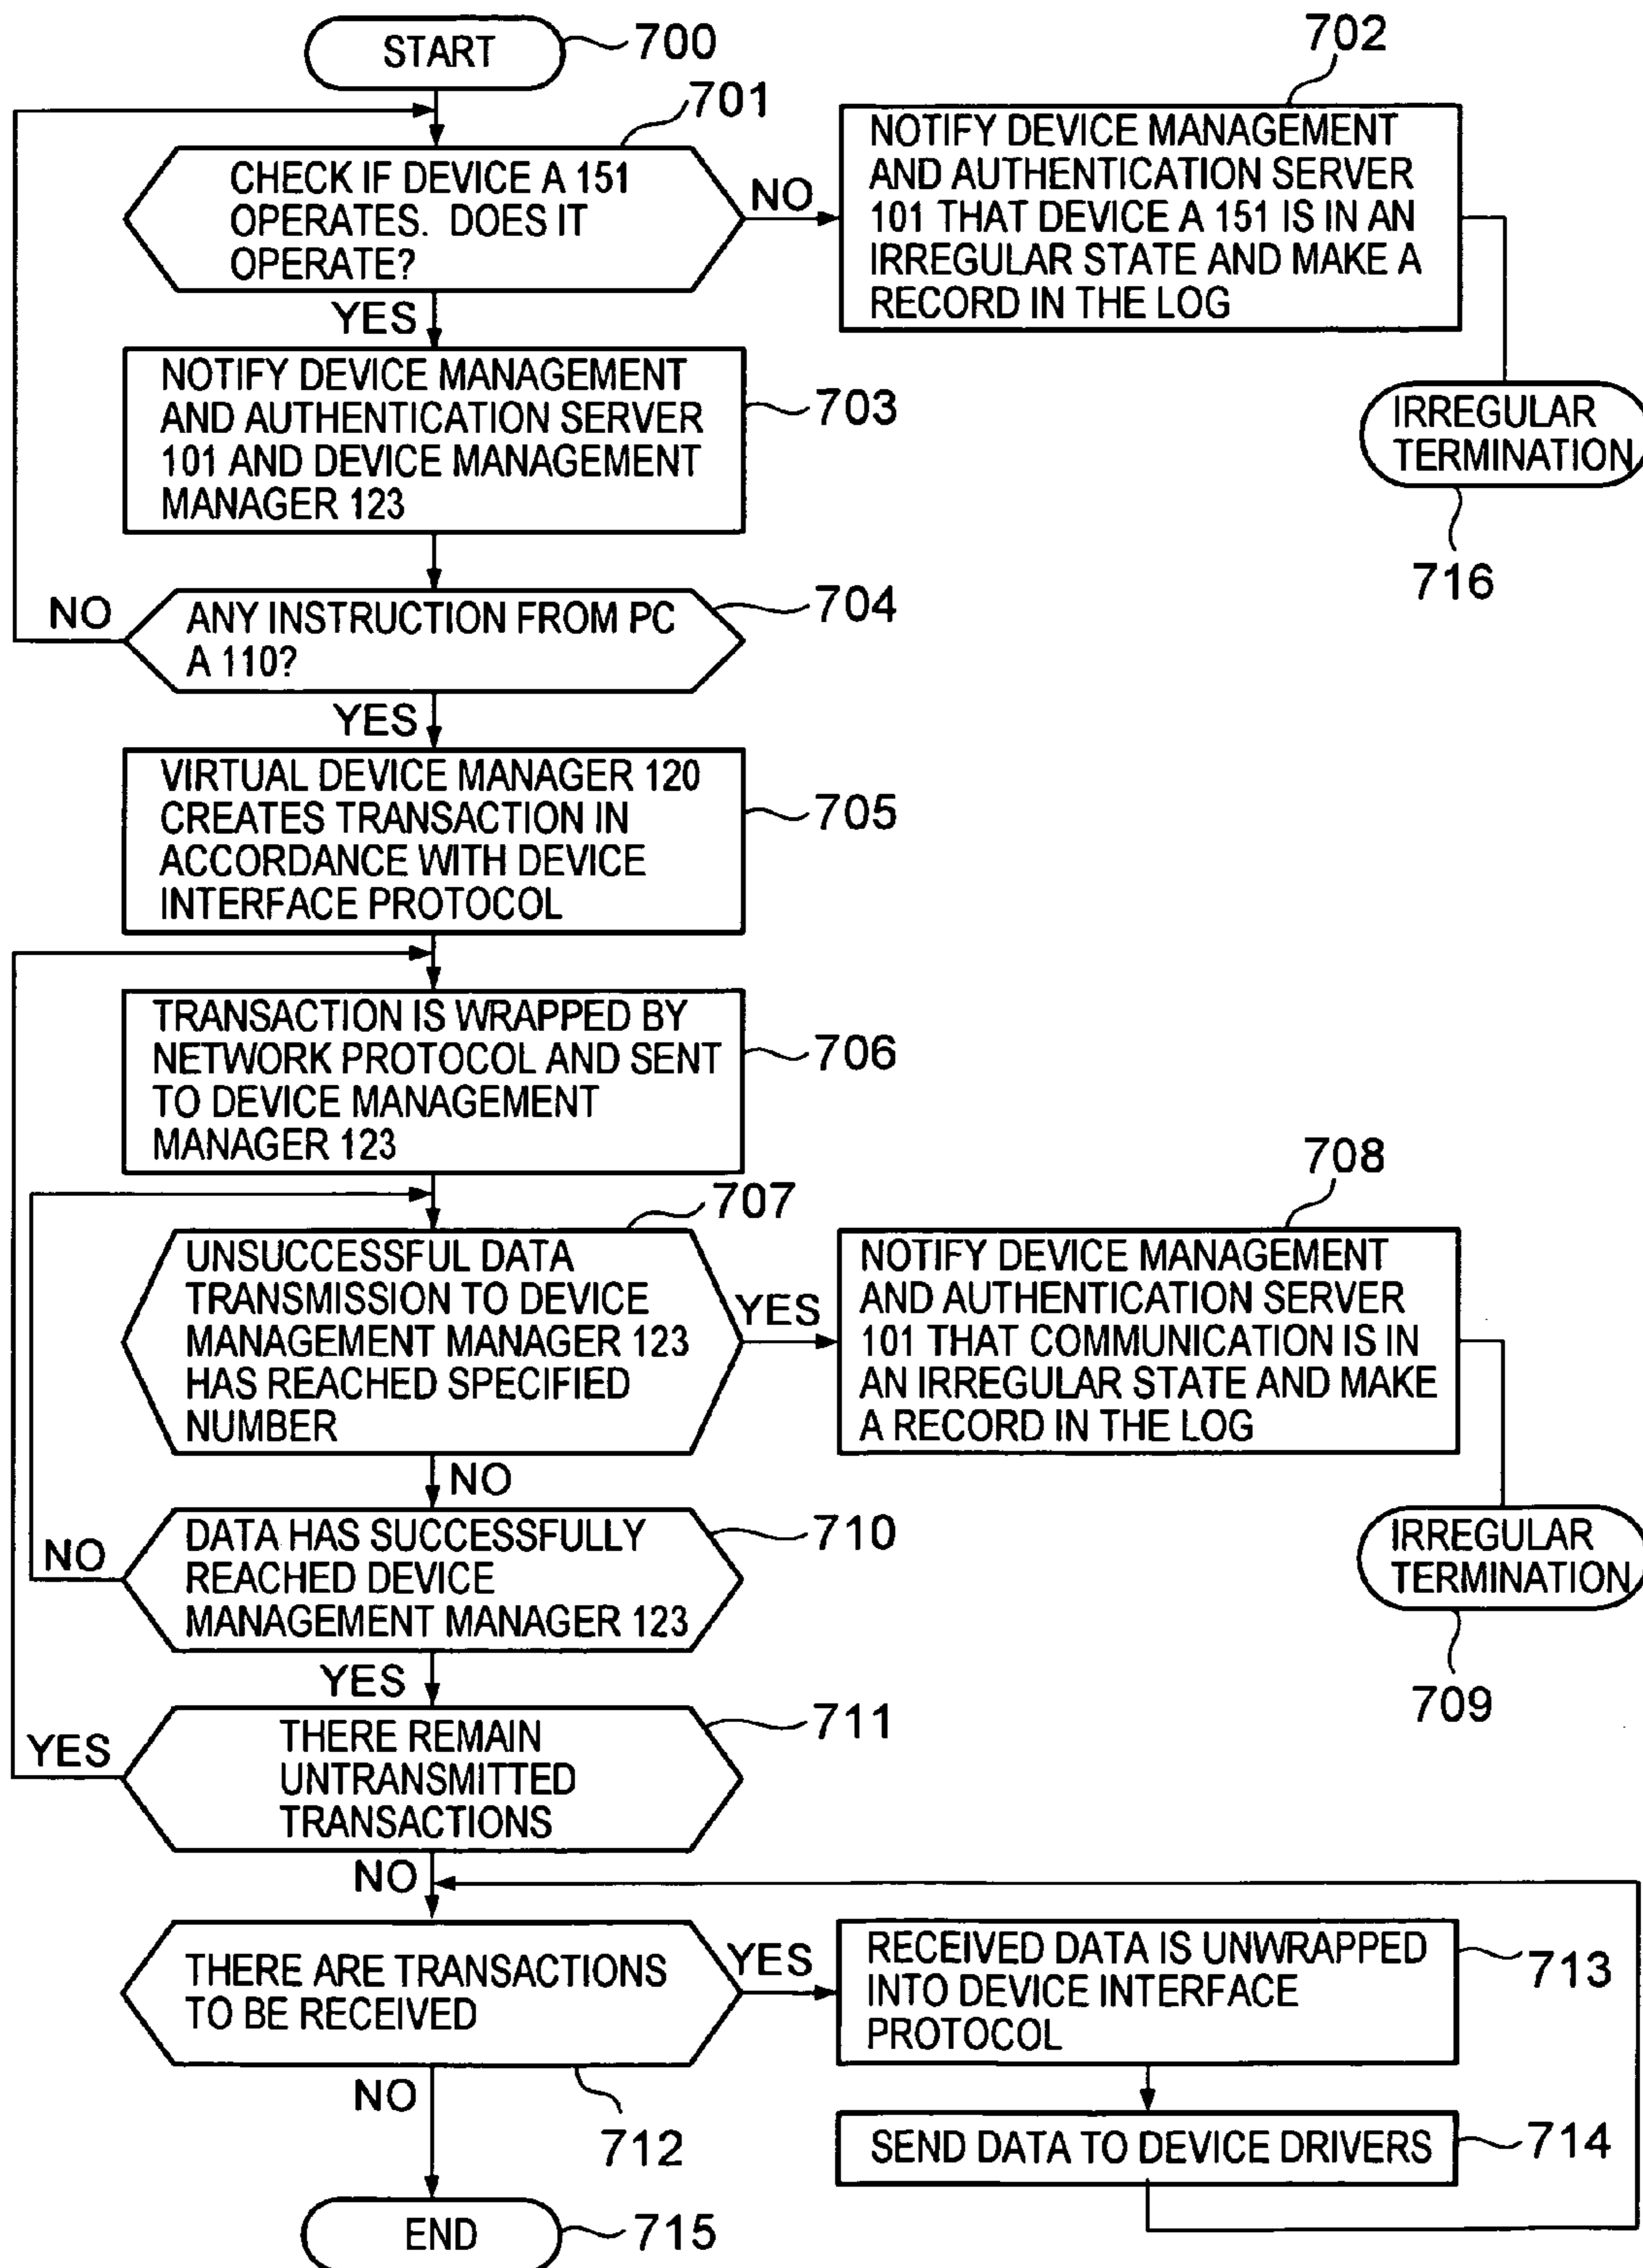 START
700
702
701
CHECK IF DEVICE A 151
OPERATES. DOES IT
OPERATE?
NO
NOTIFY DEVICE MANAGEMENT
AND AUTHENTICATION SERVER
101 THAT DEVICE A 151 IS IN AN
IRREGULAR STATE AND MAKE A
RECORD IN THE LOG
YES
NOTIFY DEVICE MANAGEMENT
AND AUTHENTICATION SERVER
101 AND DEVICE MANAGEMENT
MANAGER 123
703
IRREGULAR
TERMINATION
716
NO
ANY INSTRUCTION FROM PC
A 110?
704
YES
VIRTUAL DEVICE MANAGER 120
CREATES TRANSACTION IN
ACCORDANCE WITH DEVICE
INTERFACE PROTOCOL
705
TRANSACTION IS WRAPPED BY
NETWORK PROTOCOL AND SENT
TO DEVICE MANAGEMENT
MANAGER 123
706
707
708
UNSUCCESSFUL DATA
TRANSMISSION TO DEVICE
MANAGEMENT MANAGER 123
HAS REACHED SPECIFIED
NUMBER
YES
NOTIFY DEVICE MANAGEMENT
AND AUTHENTICATION SERVER
101 THAT COMMUNICATION IS IN
AN IRREGULAR STATE AND MAKE
A RECORD IN THE LOG
NO
NO
DATA HAS SUCCESSFULLY
REACHED DEVICE
MANAGEMENT MANAGER 123
710
IRREGULAR
TERMINATION
709
YES
YES
THERE REMAIN
UNTRANSMITTED
TRANSACTIONS
711
NO
THERE ARE TRANSACTIONS
TO BE RECEIVED
YES
RECEIVED DATA IS UNWRAPPED
INTO DEVICE INTERFACE
PROTOCOL
713
NO
712
SEND DATA TO DEVICE DRIVERS
714
END
715